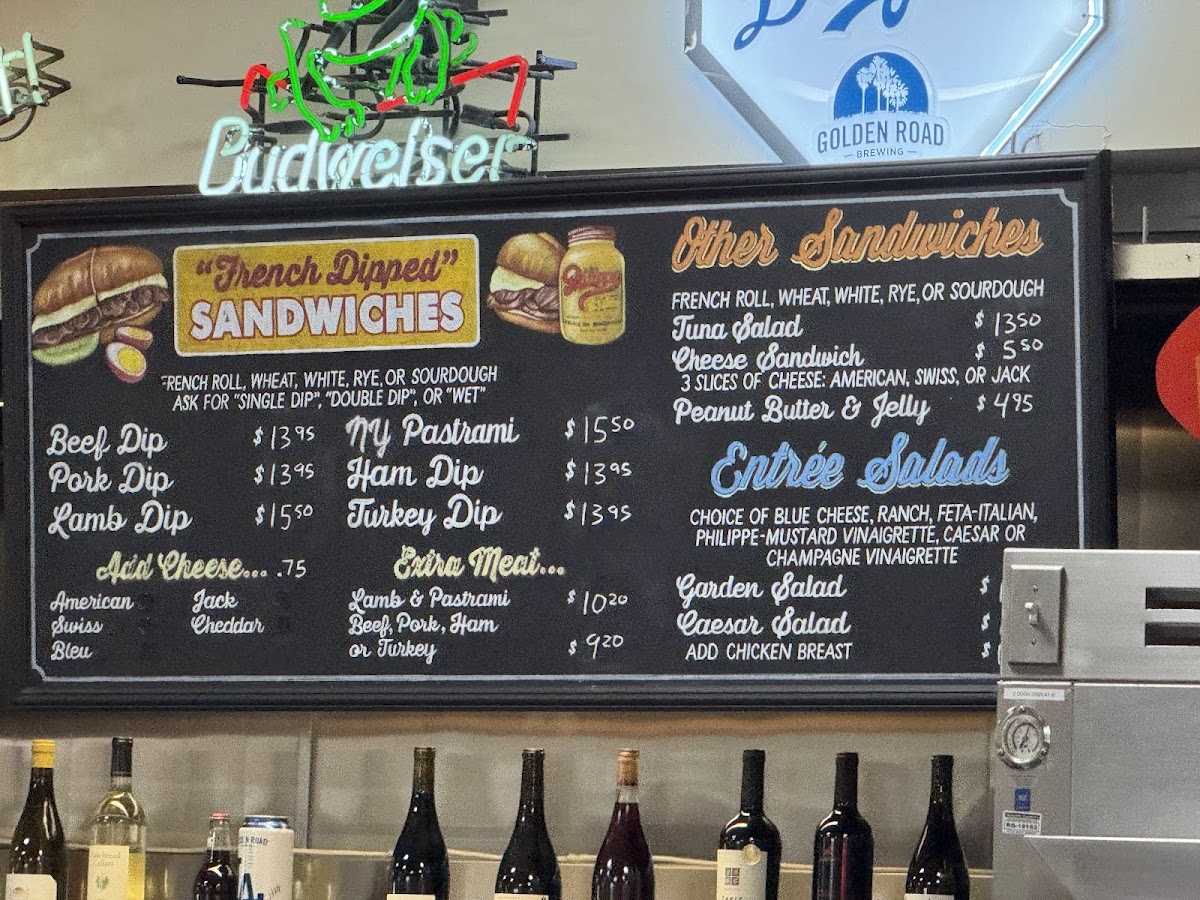 Budweiser
GOLDEN ROAD
BREWING
"French Dipped"
SANDWICHES
FRENCH ROLL, WHEAT, WHITE, RYE, OR SOURDOUGH
ASK FOR "SINGLE DIP", "DOUBLE DIP", OR "WET"
Beef Dip $13.95
Pork Dip $13.95
Lamb Dip $15.50
NY Pastrami $15.50
Ham Dip $13.95
Turkey Dip $13.95
Add Cheese... .75
American Jack
Swiss Cheddar
Bleu
Extra Meat...
Lamb & Pastrami $10.20
Beef, Pork, Ham
or Turkey $9.20
Other Sandwiches
FRENCH ROLL, WHEAT, WHITE, RYE, OR SOURDOUGH
Tuna Salad $13.50
Cheese Sandwich $5.50
3 SLICES OF CHEESE: AMERICAN, SWISS, OR JACK
Peanut Butter & Jelly $4.95
Entrée Salads
CHOICE OF BLUE CHEESE, RANCH, FETA-ITALIAN,
PHILIPPE-MUSTARD VINAIGRETTE, CAESAR OR
CHAMPAGNE VINAIGRETTE
Garden Salad $
Caesar Salad $
ADD CHICKEN BREAST $